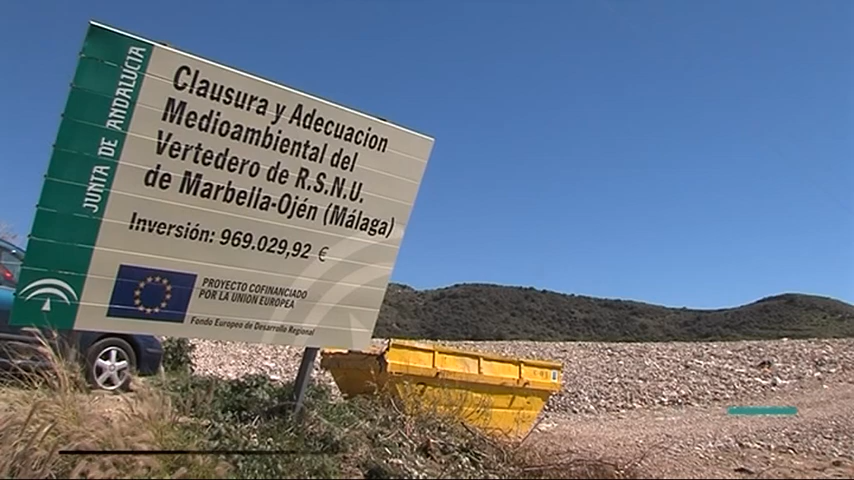 JUNTA DE ANDALUCIA
Clausura y Adecuacion
Medioambiental del
Vertedero de R.S.N.U.
de Marbella-Ojén (Málaga)
Inversión: 969.029,92 €
PROYECTO COFINANCIADO
POR LA UNION EUROPEA
Fondo Europeo de Desarrollo Regional